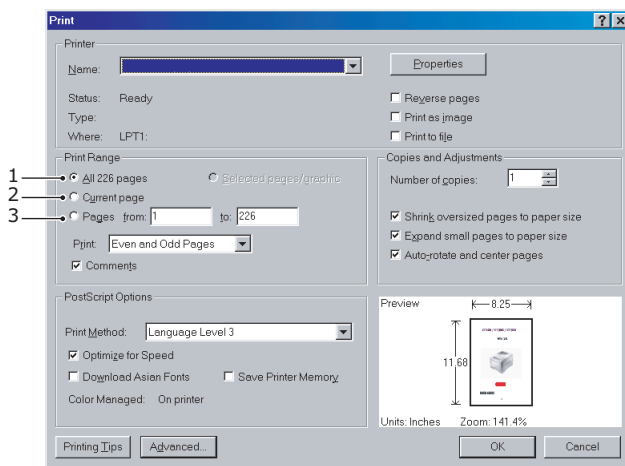 Print
Printer
Name:
Properties
Status: Ready
Type:
Where: LPT1:
Reverse pages
Print as image
Print to file
Print Range
1 All 226 pages
Selected pages/graphic
2 Current page
3 Pages from: 1 to: 226
Print: Even and Odd Pages
Comments
Copies and Adjustments
Number of copies: 1
Shrink oversized pages to paper size
Expand small pages to paper size
Auto-rotate and center pages
PostScript Options
Print Method: Language Level 3
Optimize for Speed
Download Asian Fonts
Save Printer Memory
Color Managed: On printer
Preview
8.25
11.68
Units: Inches Zoom: 141.4%
Printing Tips
Advanced...
OK
Cancel